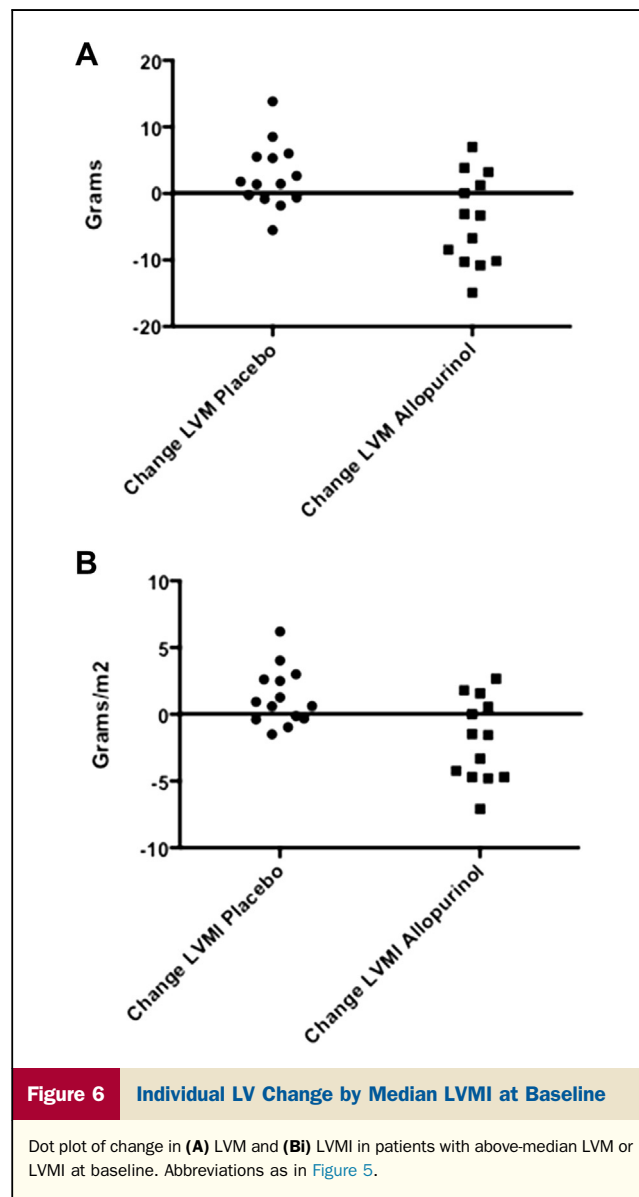 A
20
10
0
-10
-20
Grams
Change LVM Placebo
Change LVM Allopurinol
B
10
5
0
-5
-10
Grams/m2
Change LVMI Placebo
Change LVMI Allopurinol
Figure 6 Individual LV Change by Median LVMI at Baseline
Dot plot of change in (A) LVM and (Bi) LVMI in patients with above-median LVM or
LVMI at baseline. Abbreviations as in Figure 5.